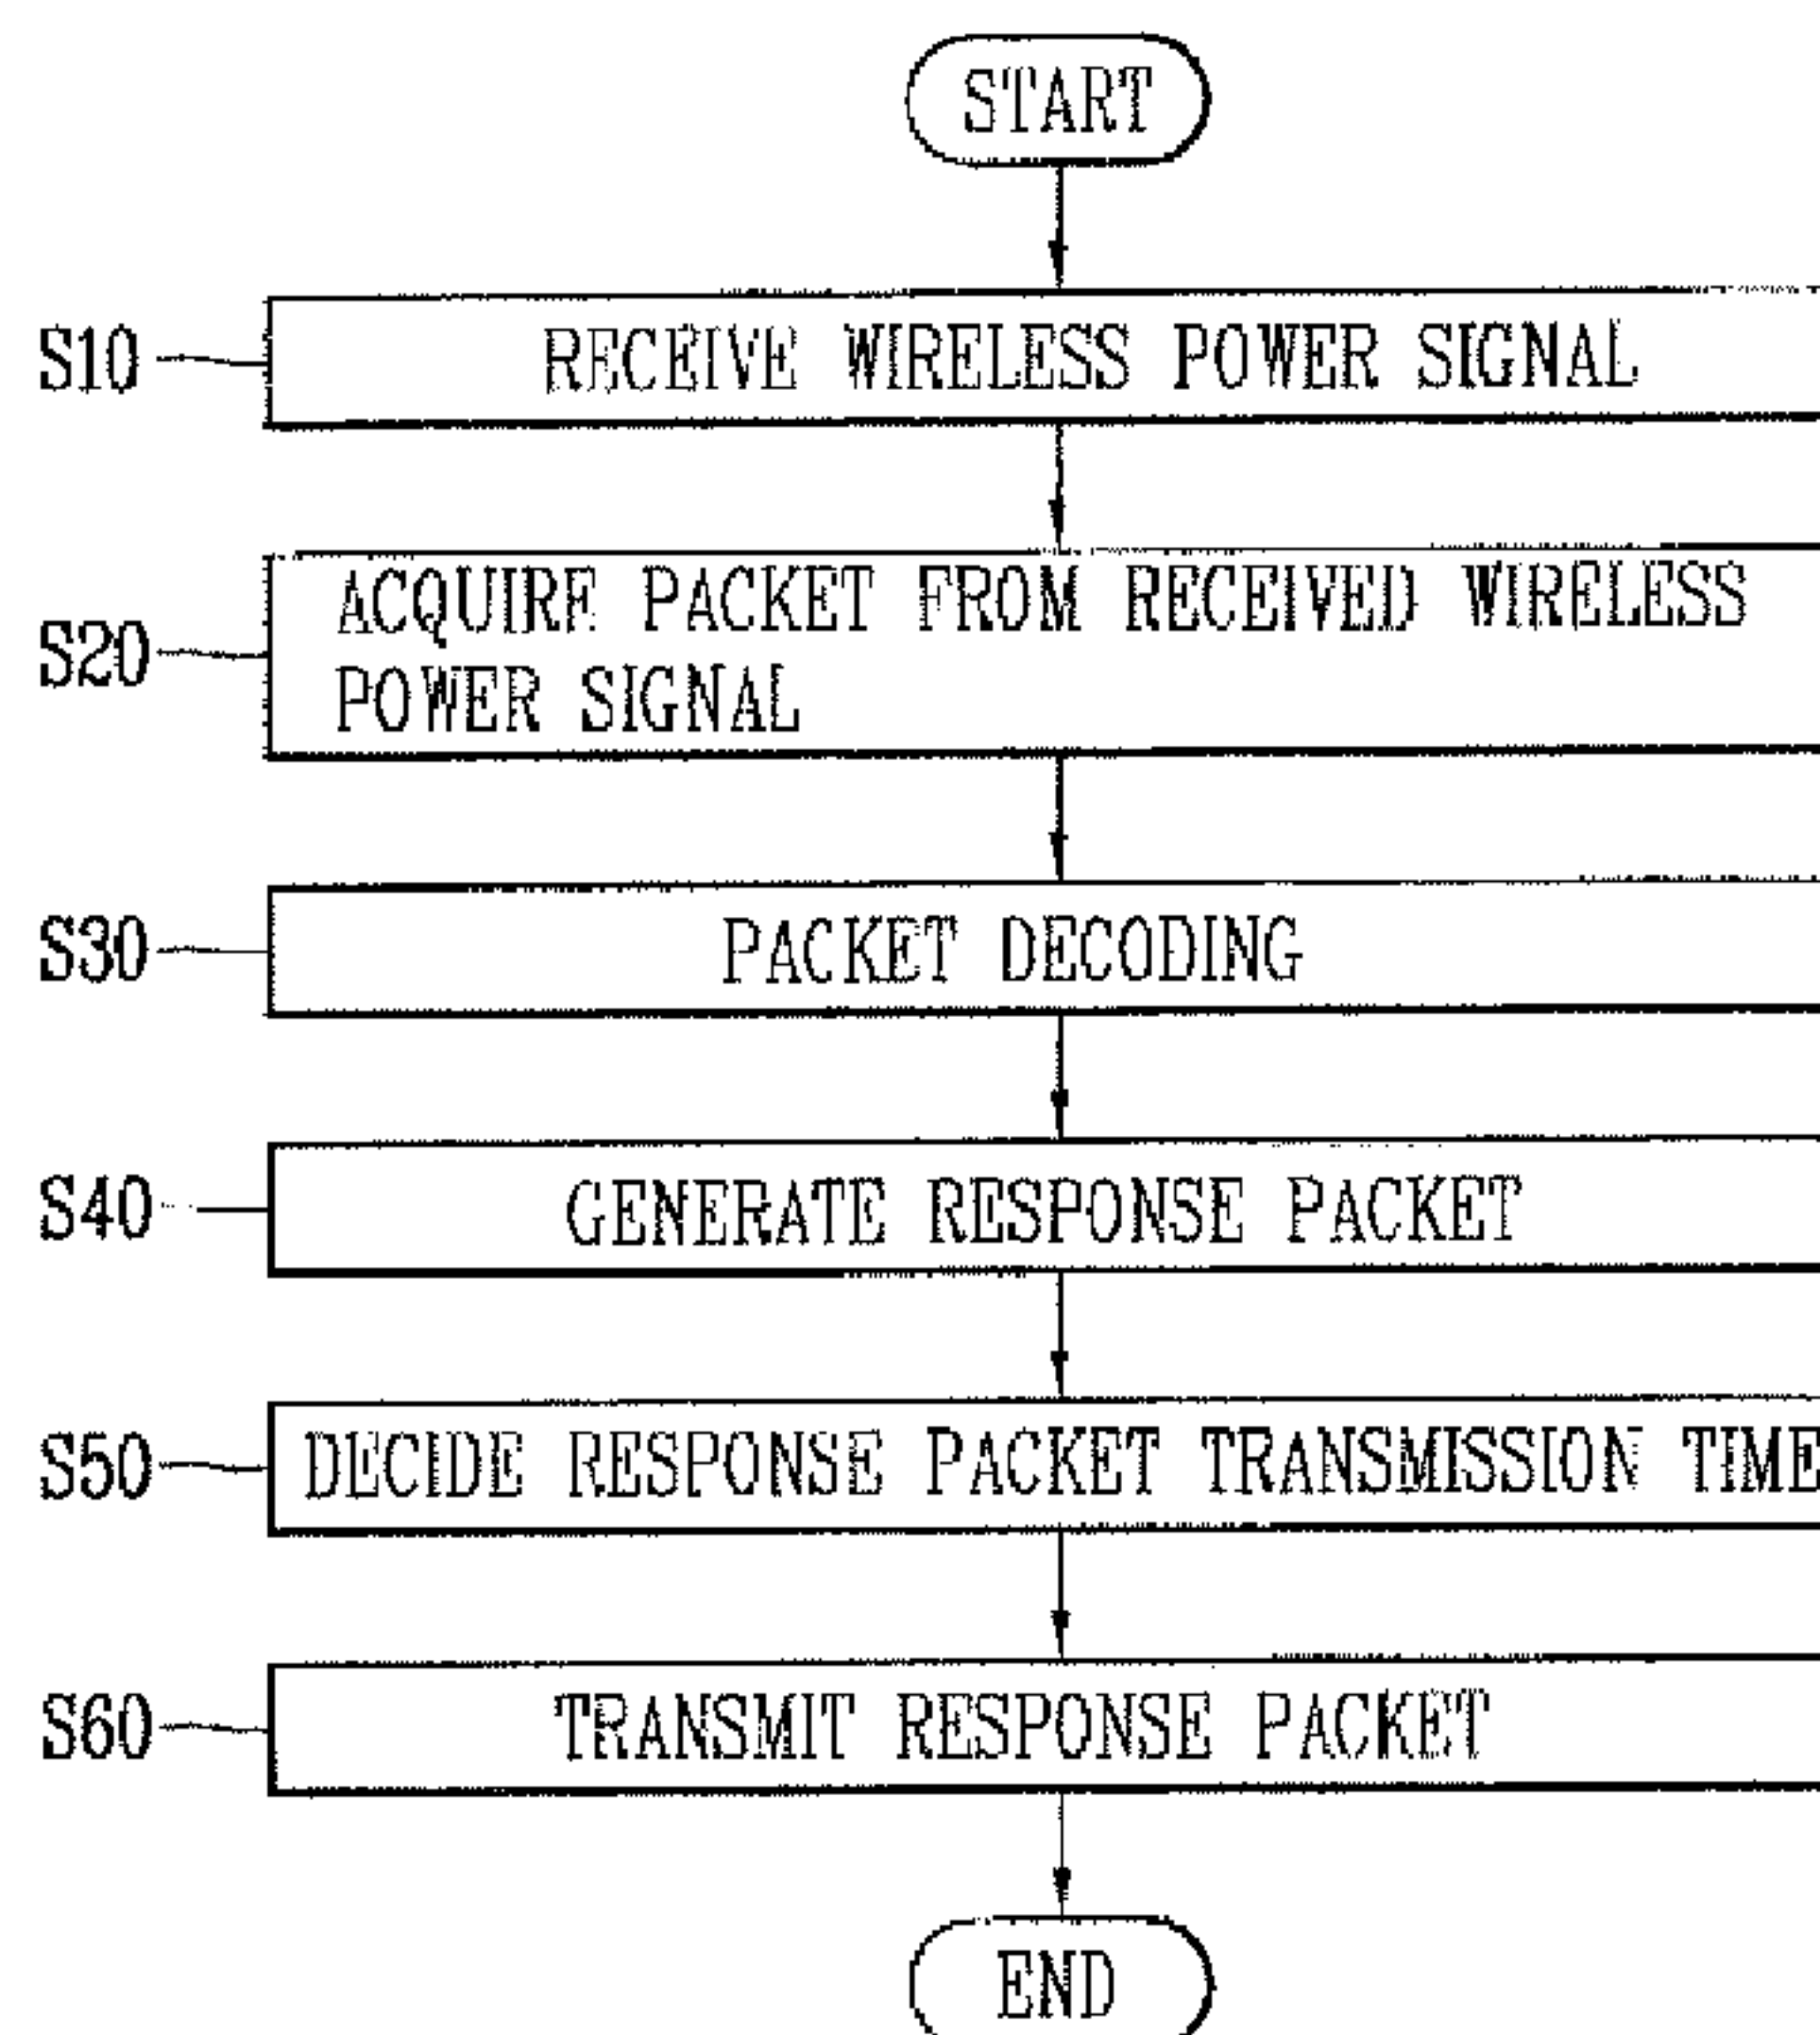 START
S10
RECEIVE WIRELESS POWER SIGNAL
S20
ACQUIRE PACKET FROM RECEIVED WIRELESS
POWER SIGNAL
S30
PACKET DECODING
S40
GENERATE RESPONSE PACKET
S50
DECIDE RESPONSE PACKET TRANSMISSION TIME
S60
TRANSMIT RESPONSE PACKET
END